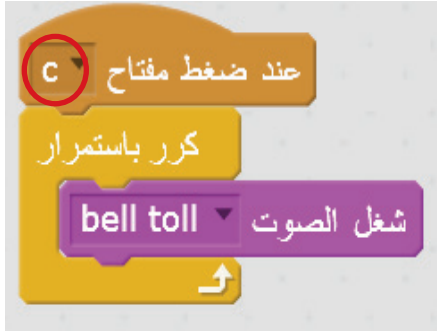 عند ضغط مفتاح c
كرر باستمرار
شغل الصوت bell toll